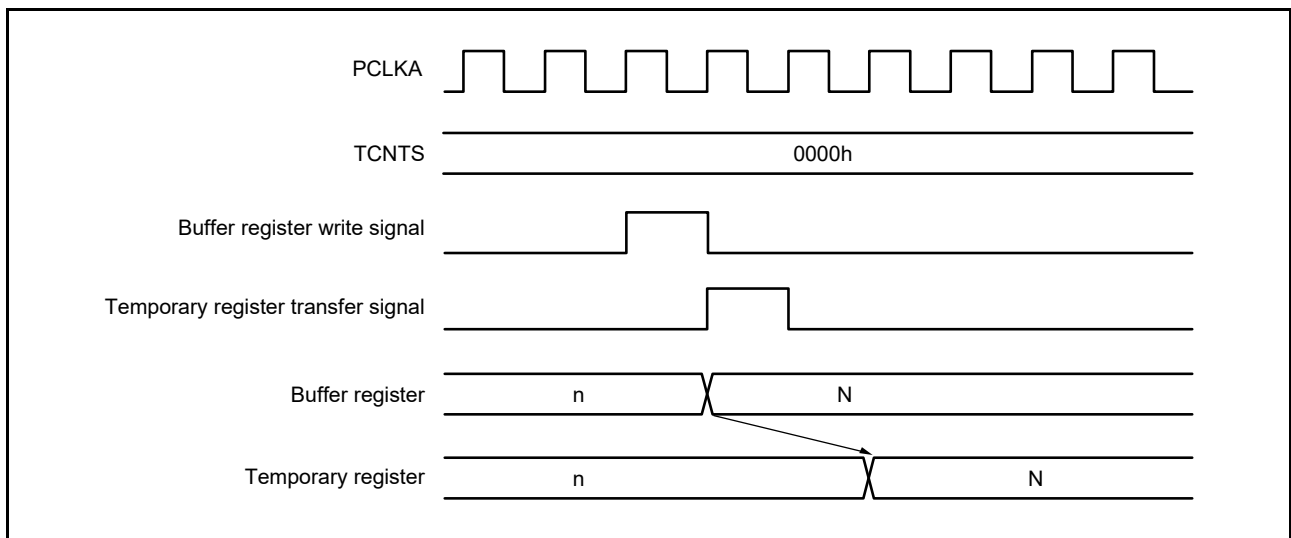 PCLKA
TCNTS 0000h
Buffer register write signal
Temporary register transfer signal
Buffer register n N
Temporary register n N